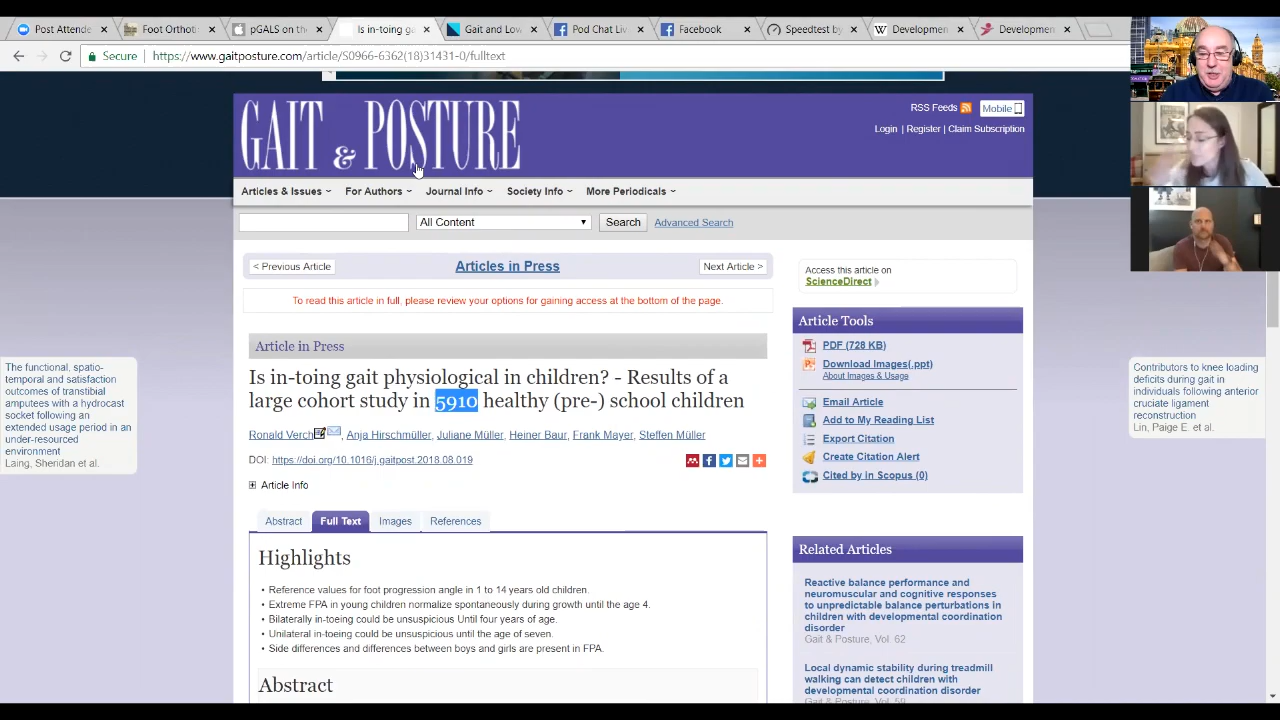 Post Attende
Foot Orthoti
pGALS on the
Is in-toeing ga
Gait and Low
Pod Chat Liv
Facebook
Speedtest by
Developmen
Developmen
Secure
https://www.gaitposture.com/article/S0966-6362(18)31431-0/fulltext
GAIT & POSTURE
RSS Feeds
Mobile
Login | Register | Claim Subscription
Articles & Issues
For Authors
Journal Info
Society Info
More Periodicals
All Content
Search
Advanced Search
< Previous Article
Articles in Press
Next Article >
To read this article in full, please review your options for gaining access at the bottom of the page.
Article in Press
Is in-toing gait physiological in children? - Results of a
large cohort study in 5910 healthy (pre-) school children
Ronald Verch, Anja Hirschmüller, Juliane Müller, Heiner Baur, Frank Mayer, Steffen Müller
DOI: https://doi.org/10.1016/j.gaitpost.2018.08.019
Article Info
Abstract
Full Text
Images
References
Highlights
• Reference values for foot progression angle in 1 to 14 years old children.
• Extreme FPA in young children normalize spontaneously during growth until the age 4.
• Bilaterally in-toeing could be unsuspicious Until four years of age.
• Unilateral in-toeing could be unsuspicious until the age of seven.
• Side differences and differences between boys and girls are present in FPA.
Abstract
Access this article on
ScienceDirect
Article Tools
PDF (728 KB)
Download Images(.ppt)
About Images & Usage
Email Article
Add to My Reading List
Export Citation
Create Citation Alert
Cited by in Scopus (0)
Related Articles
Reactive balance performance and
neuromuscular and cognitive responses
to unpredictable balance perturbations in
children with developmental coordination
disorder
Gait & Posture, Vol. 62
Local dynamic stability during treadmill
walking can detect children with
developmental coordination disorder
Gait & Posture, Vol. 59
The functional, spatio-
temporal and satisfaction
outcomes of transtibial
amputees with a hydrocast
socket following an
extended usage period in an
under-resourced
environment
Laing, Sheridan et al.
Contributors to knee loading
deficits during gait in
individuals following anterior
cruciate ligament
reconstruction
Lin, Paige E. et al.